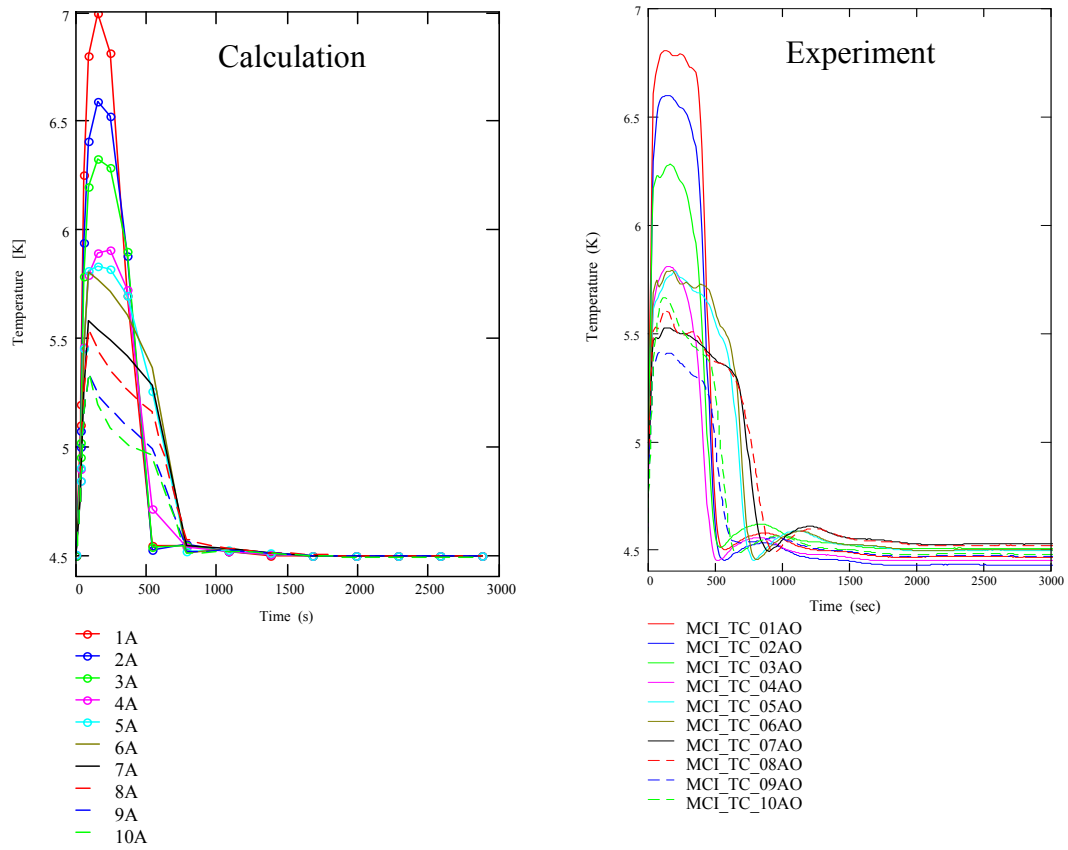 Calculation
7
6.5
6
5.5
5
4.5
Temperature [K]
0
500
1000
1500
2000
2500
3000
Time (s)
1A
2A
3A
4A
5A
6A
7A
8A
9A
10A
Experiment
7
6.5
6
5.5
5
4.5
Temperature (K)
0
500
1000
1500
2000
2500
3000
Time (sec)
MCI_TC_01AO
MCI_TC_02AO
MCI_TC_03AO
MCI_TC_04AO
MCI_TC_05AO
MCI_TC_06AO
MCI_TC_07AO
MCI_TC_08AO
MCI_TC_09AO
MCI_TC_10AO